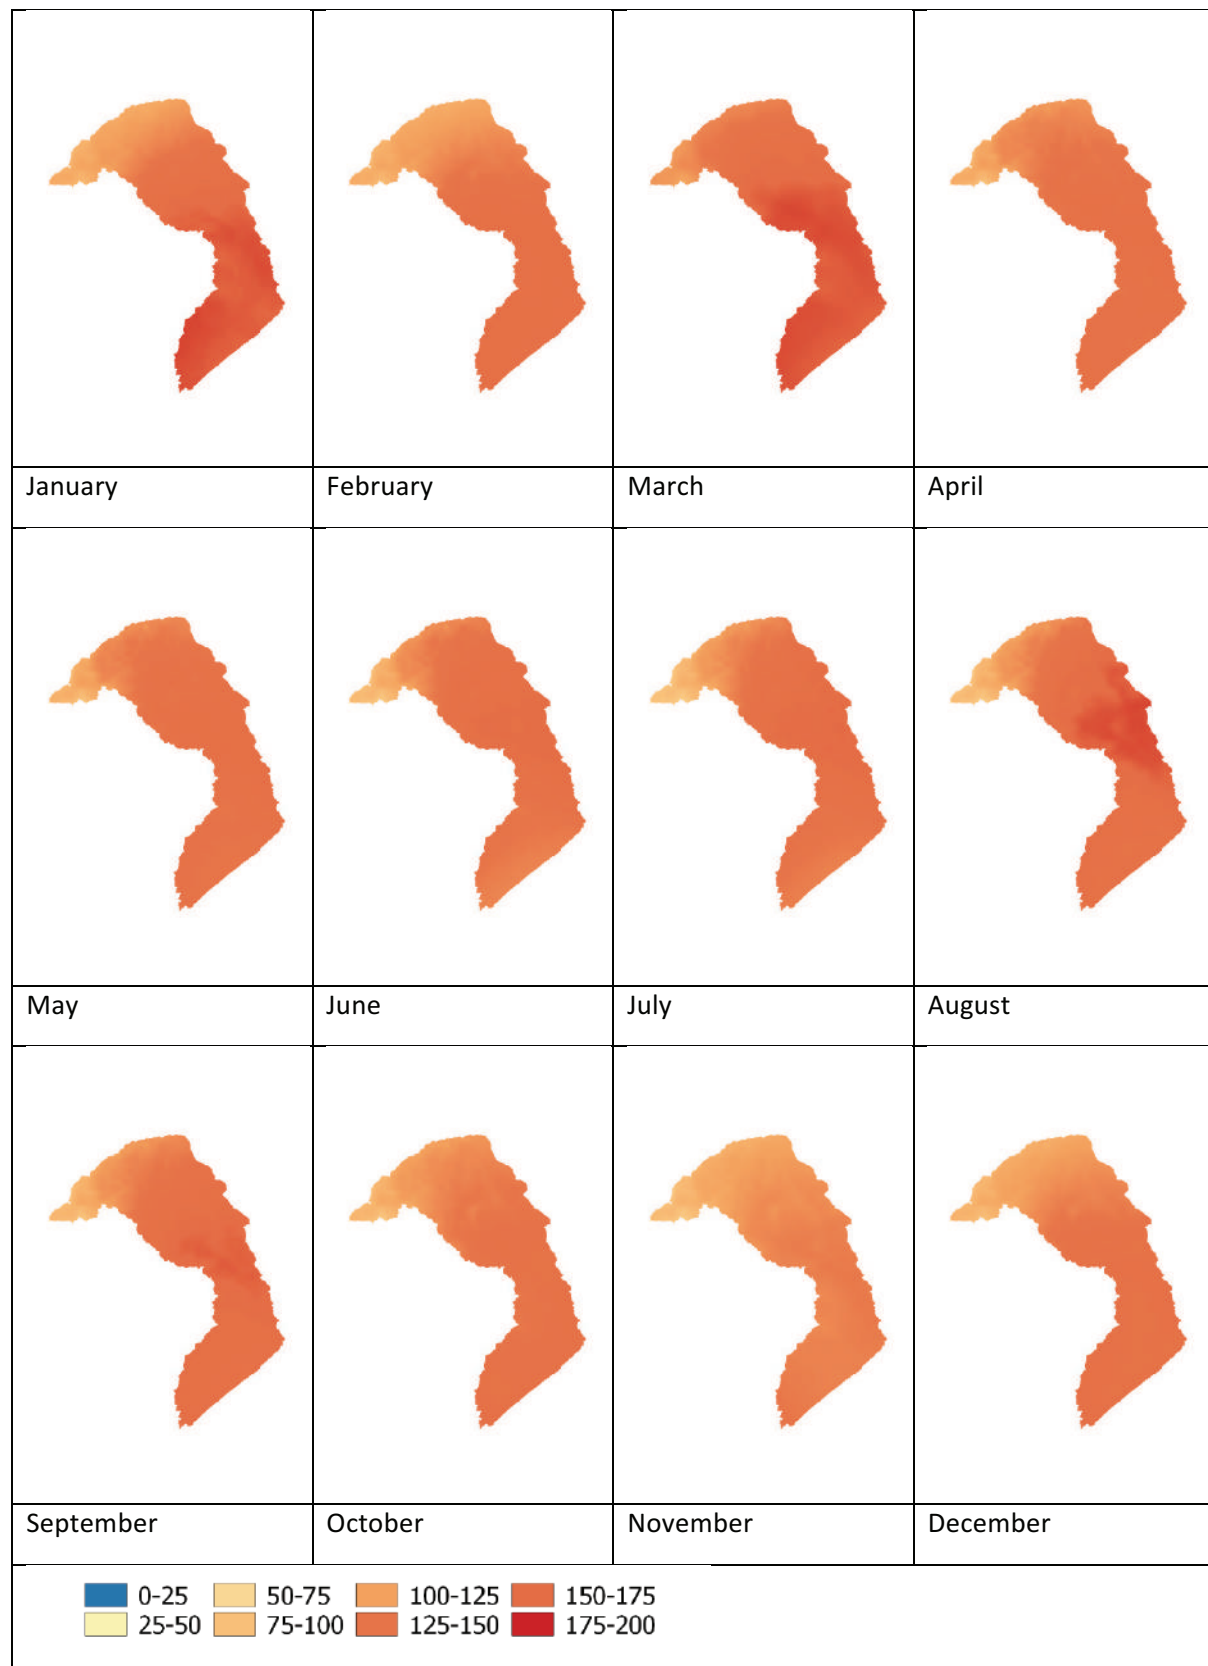 January February March April
May June July August
September October November December
0-25 50-75 100-125 150-175
25-50 75-100 125-150 175-200